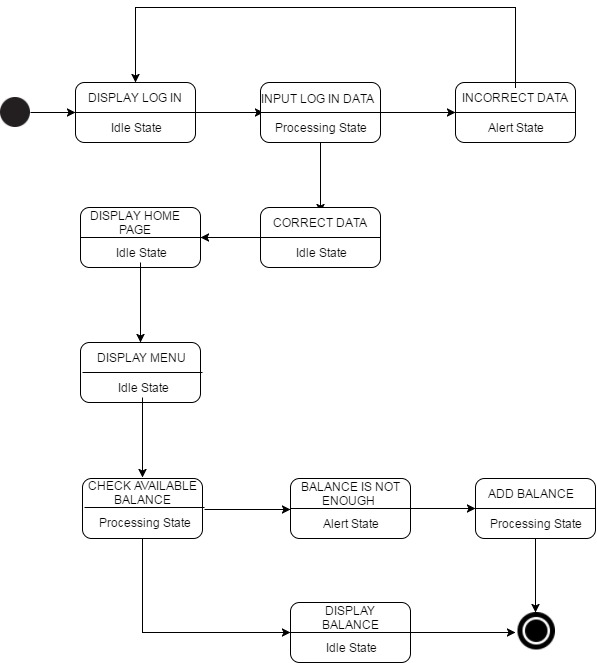 DISPLAY LOG IN
Idle State
INPUT LOG IN DATA
Processing State
INCORRECT DATA
Alert State
DISPLAY HOME
PAGE
Idle State
CORRECT DATA
Idle State
DISPLAY MENU
Idle State
CHECK AVAILABLE
BALANCE
Processing State
BALANCE IS NOT
ENOUGH
Alert State
ADD BALANCE
Processing State
DISPLAY
BALANCE
Idle State